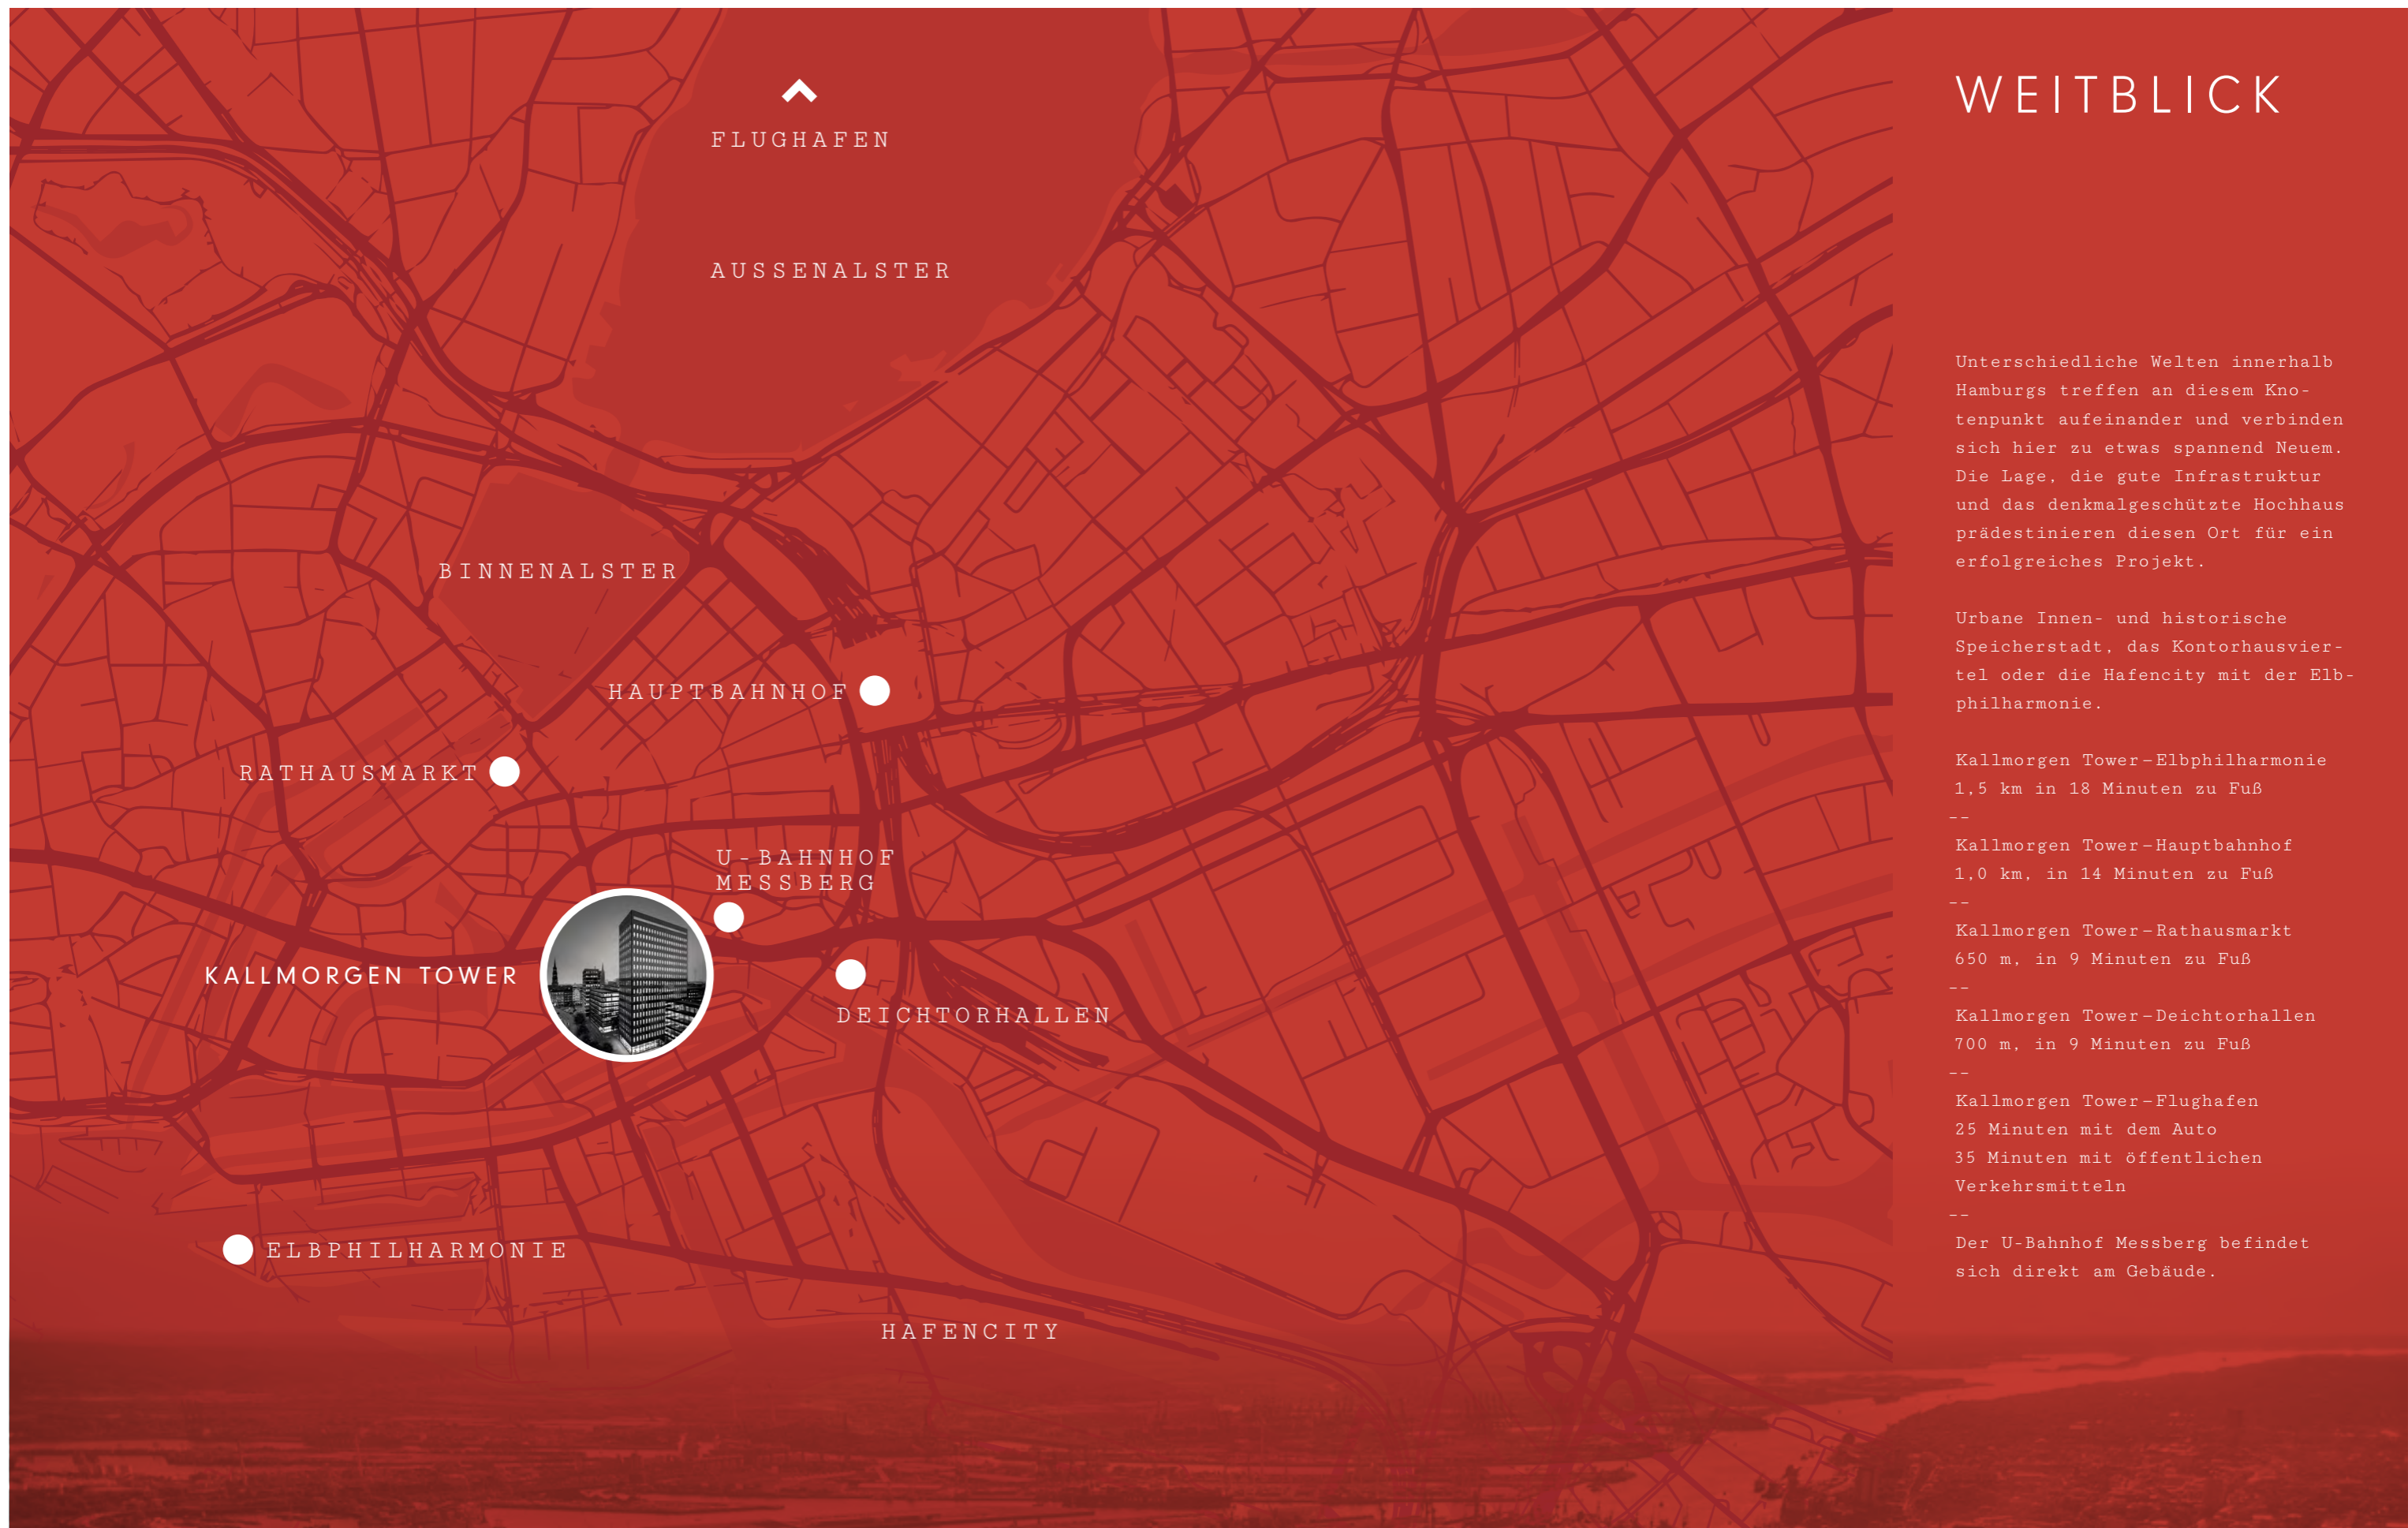 WEITBLICK
FLUGHAFEN
AUSSENALSTER
BINNENALSTER
HAUPTBAHNHOF
RATHAUSMARKT
U-BAHNHOF
MESSBERG
KALLMORGEN TOWER
DEICHTORHALLEN
ELBPHILHARMONIE
HAFENCITY
Unterschiedliche Welten innerhalb
Hamburgs treffen an diesem Kno-
tenpunkt aufeinander und verbinden
sich hier zu etwas spannend Neuem.
Die Lage, die gute Infrastruktur
und das denkmalgeschützte Hochhaus
prädestinieren diesen Ort für ein
erfolgreiches Projekt.
Urbane Innen- und historische
Speicherstadt, das Kontorhausvier-
tel oder die Hafencity mit der Elb-
philharmonie.
Kallmorgen Tower–Elbphilharmonie
1,5 km in 18 Minuten zu Fuß
--
Kallmorgen Tower–Hauptbahnhof
1,0 km, in 14 Minuten zu Fuß
--
Kallmorgen Tower–Rathausmarkt
650 m, in 9 Minuten zu Fuß
--
Kallmorgen Tower–Deichtorhallen
700 m, in 9 Minuten zu Fuß
--
Kallmorgen Tower–Flughafen
25 Minuten mit dem Auto
35 Minuten mit öffentlichen
Verkehrsmitteln
--
Der U-Bahnhof Messberg befindet
sich direkt am Gebäude.